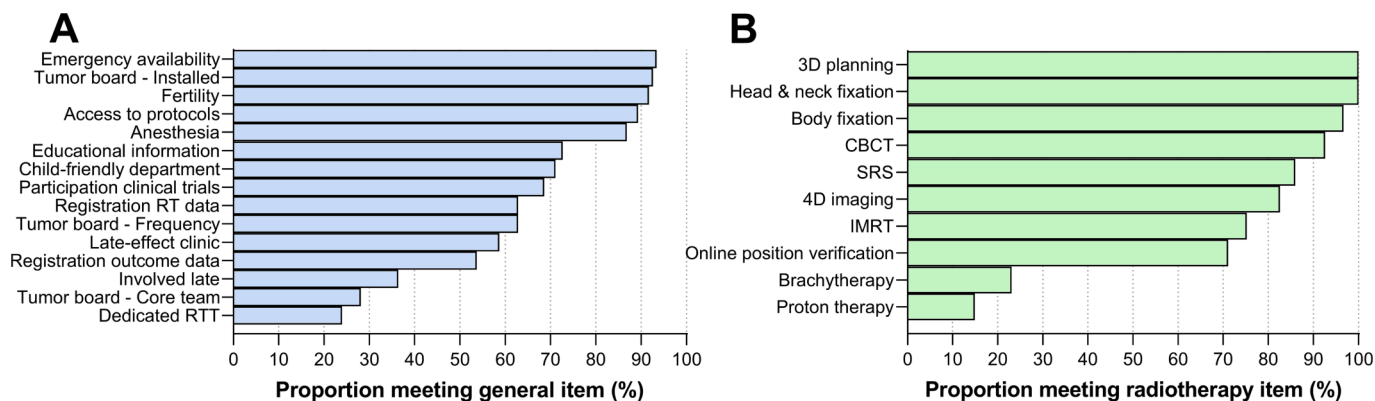 A
Emergency availability
Tumor board - Installed
Fertility
Access to protocols
Anesthesia
Educational information
Child-friendly department
Participation clinical trials
Registration RT data
Tumor board - Frequency
Late-effect clinic
Registration outcome data
Involved late
Tumor board - Core team
Dedicated RTT
0 10 20 30 40 50 60 70 80 90 100
Proportion meeting general item (%)
B
3D planning
Head & neck fixation
Body fixation
CBCT
SRS
4D imaging
IMRT
Online position verification
Brachytherapy
Proton therapy
0 10 20 30 40 50 60 70 80 90 100
Proportion meeting radiotherapy item (%)